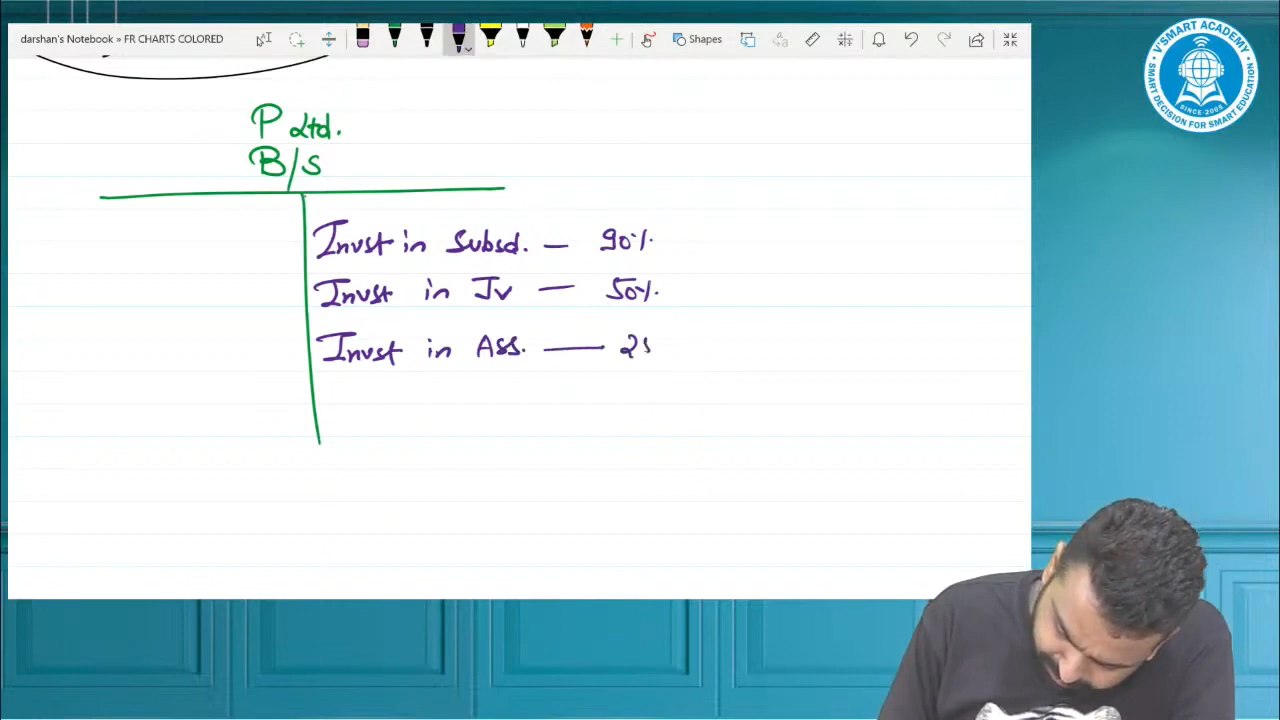 darshan's Notebook » FR CHARTS COLORED
Shapes
V'SMART ACADEMY
SMART DECISION FOR SMART EDUCATION
SINCE-2005
P Ltd.
B/S
Invst in Subsd. — 90%.
Invst in Jv — 50%.
Invst in Ass. — 25